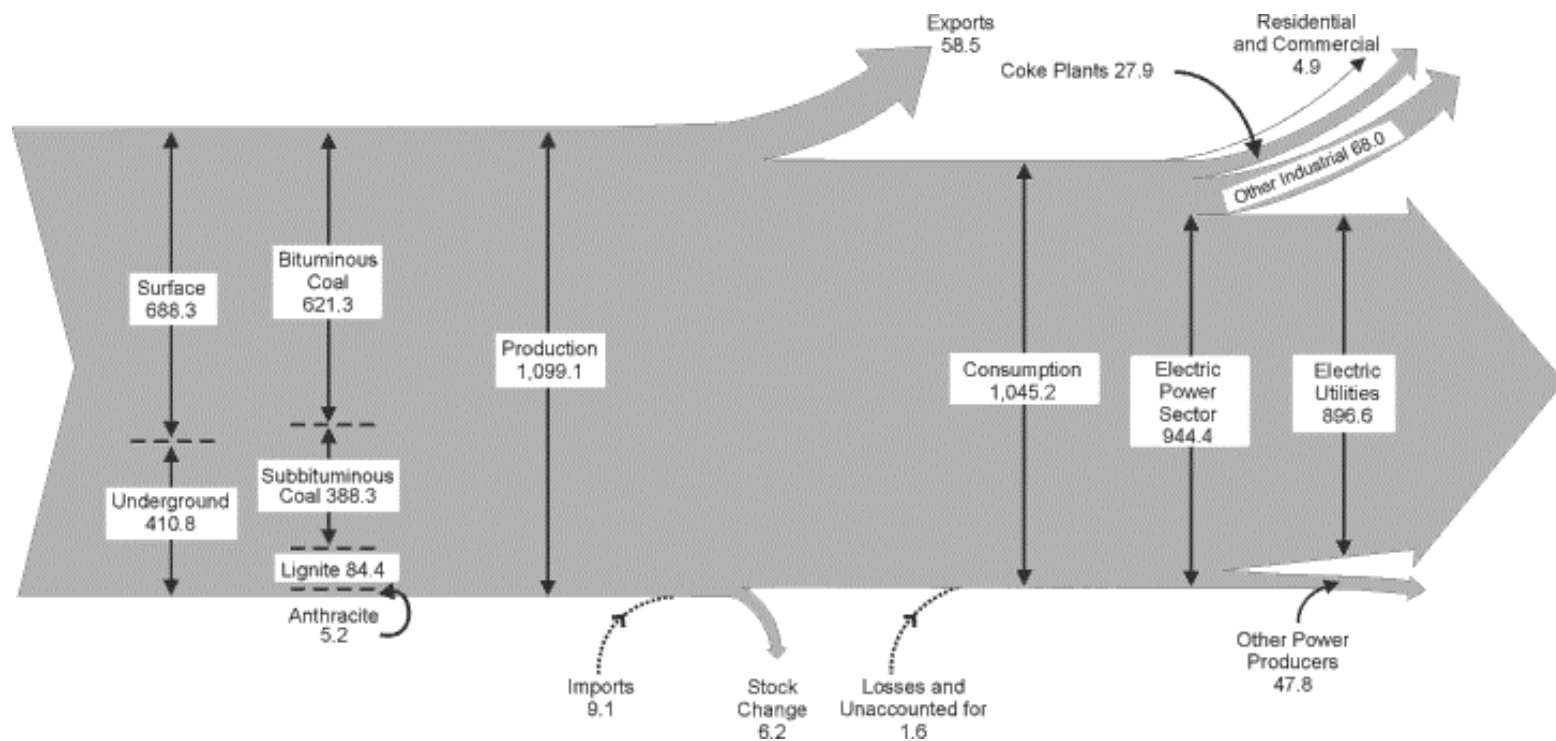 Exports
58.5
Residential
and Commercial
4.9
Coke Plants 27.9
Other Industrial 68.0
Surface
688.3
Bituminous
Coal
621.3
Production
1,099.1
Consumption
1,045.2
Electric
Power
Sector
944.4
Electric
Utilities
896.6
Underground
410.8
Subbituminous
Coal 388.3
Lignite 84.4
Anthracite
5.2
Imports
9.1
Stock
Change
6.2
Losses and
Unaccounted for
1.6
Other Power
Producers
47.8